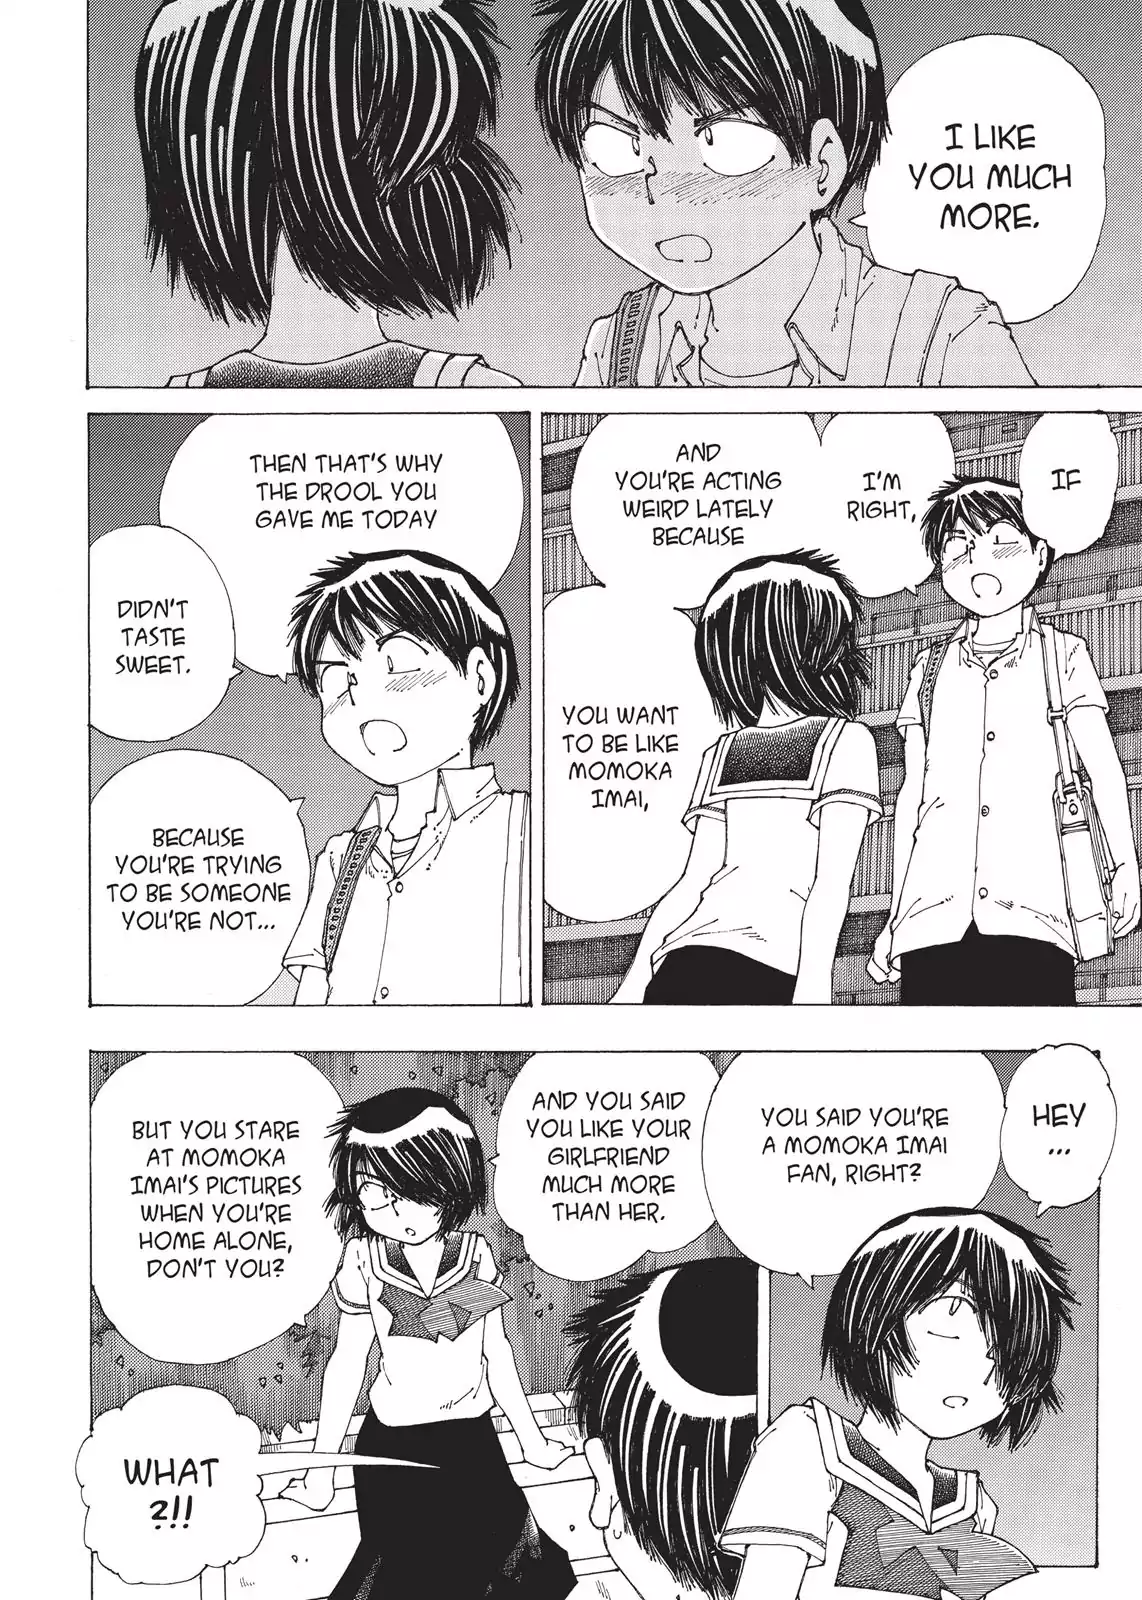 I LIKE
YOU MUCH
MORE.
IF
I'M
RIGHT,
AND
YOU'RE ACTING
WEIRD LATELY
BECAUSE
YOU WANT
TO BE LIKE
MOMOKA
IMAI,
THEN THAT'S WHY
THE DROOL YOU
GAVE ME TODAY
DIDN'T
TASTE
SWEET.
BECAUSE
YOU'RE TRYING
TO BE SOMEONE
YOU'RE NOT...
HEY
...
YOU SAID YOU'RE
A MOMOKA IMAI
FAN, RIGHT?
AND YOU SAID
YOU LIKE YOUR
GIRLFRIEND
MUCH MORE
THAN HER.
BUT YOU STARE
AT MOMOKA
IMAI'S PICTURES
WHEN YOU'RE
HOME ALONE,
DON'T YOU?
WHAT
?!!